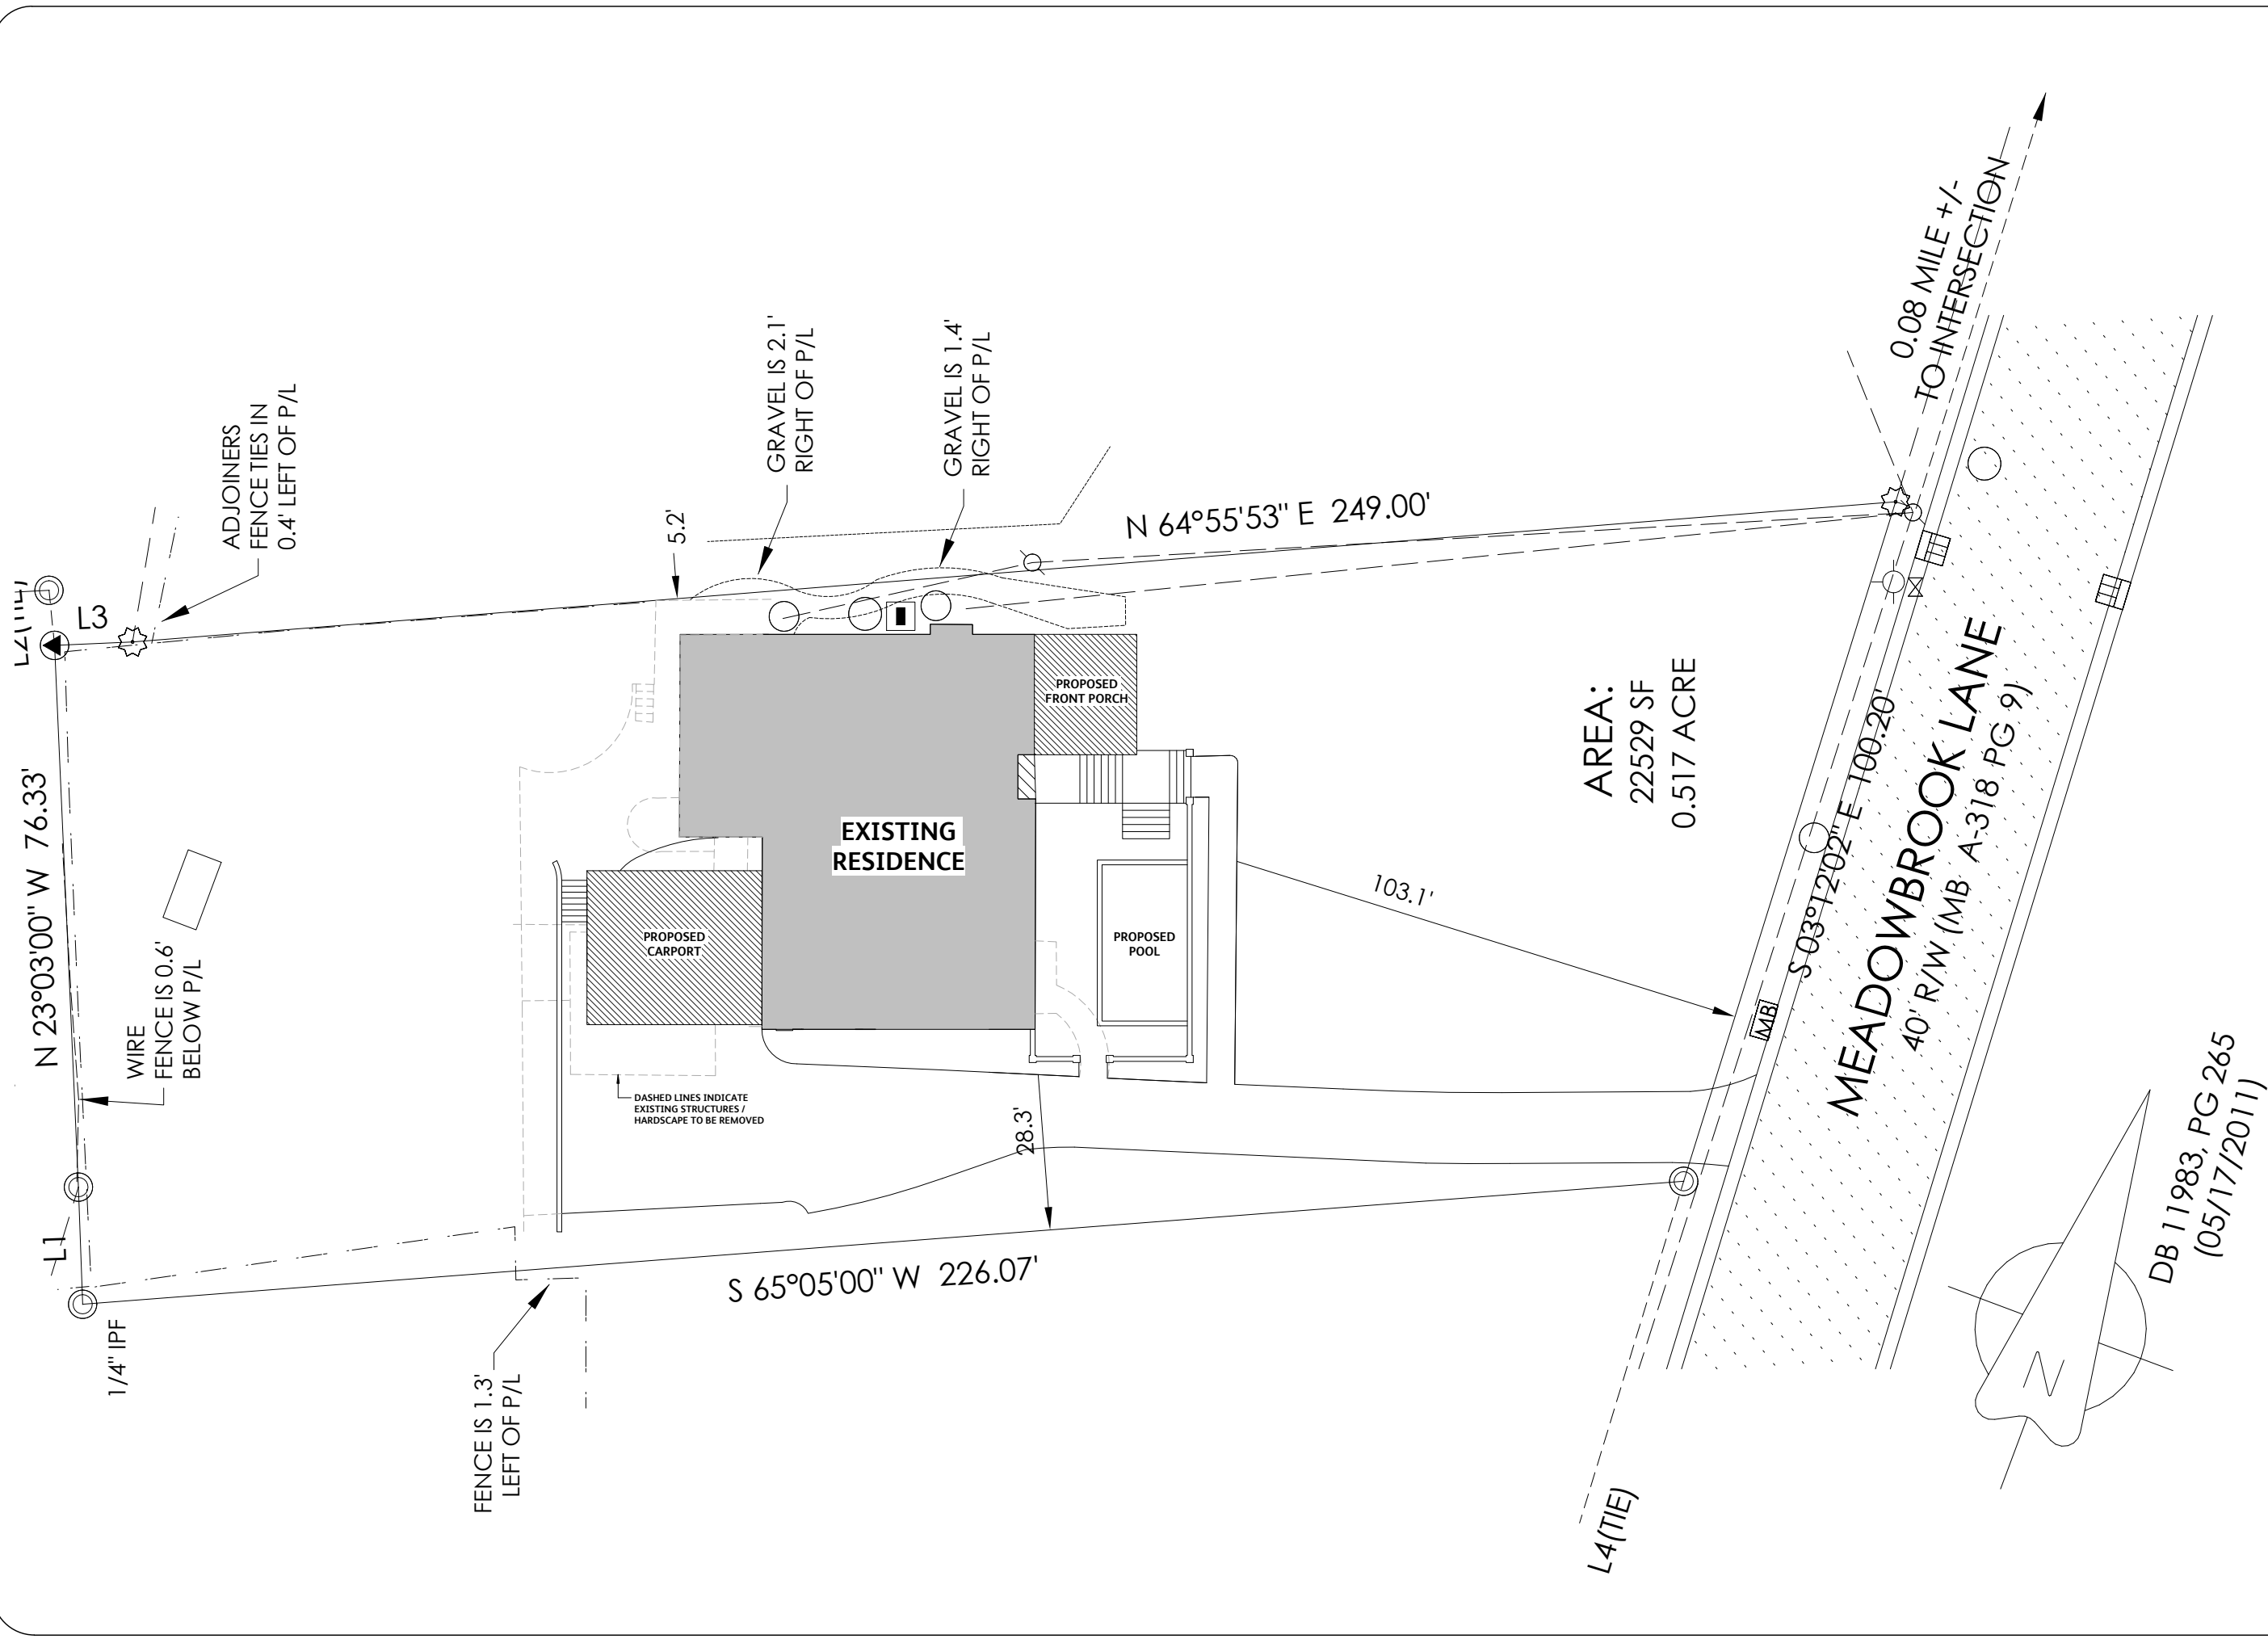 L3
ADJOINERS
FENCE TIES IN
0.4' LEFT OF P/L
5.2'
GRAVEL IS 2.1'
RIGHT OF P/L
GRAVEL IS 1.4'
RIGHT OF P/L
N 64°55'53" E 249.00'
0.08 MILE +/-
TO INTERSECTION
N 23°03'00" W 76.33'
WIRE
FENCE IS 0.6'
BELOW P/L
L1
1/4" IPF
PROPOSED
FRONT PORCH
EXISTING
RESIDENCE
PROPOSED
CARPORT
PROPOSED
POOL
DASHED LINES INDICATE
EXISTING STRUCTURES /
HARDSCAPE TO BE REMOVED
28.3'
103.1'
AREA:
22529 SF
0.517 ACRE
S 03°12'02" E 100.20'
MEADOWBROOK LANE
40' R/W (MB A-318 PG 9)
MB
S 65°05'00" W 226.07'
FENCE IS 1.3'
LEFT OF P/L
L4(TIE)
N
DB 11983, PG 265
(05/17/2011)